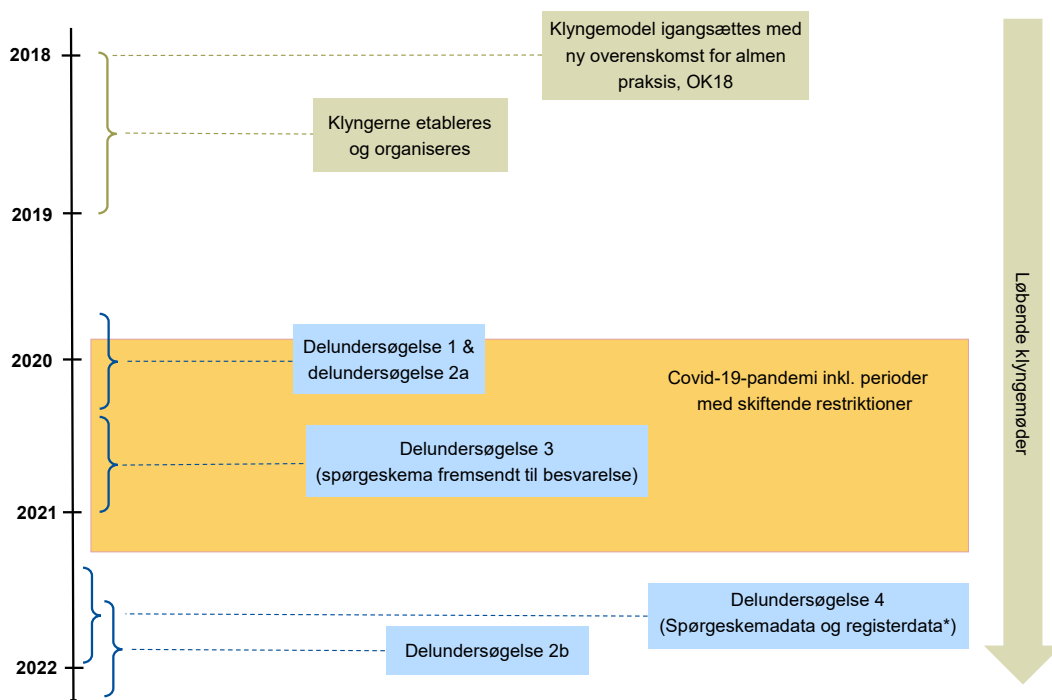 2018
Klyngemodel igangsættes med
ny overenskomst for almen
praksis, OK18
Klyngerne etableres
og organiseres
2019
Løbende klyngemøder
2020
Delundersøgelse 1 &
delundersøgelse 2a
Covid-19-pandemi inkl. perioder
med skiftende restriktioner
Delundersøgelse 3
(spørgeskema fremsendt til besvarelse)
2021
Delundersøgelse 4
(Spørgeskemadata og registerdata*)
Delundersøgelse 2b
2022